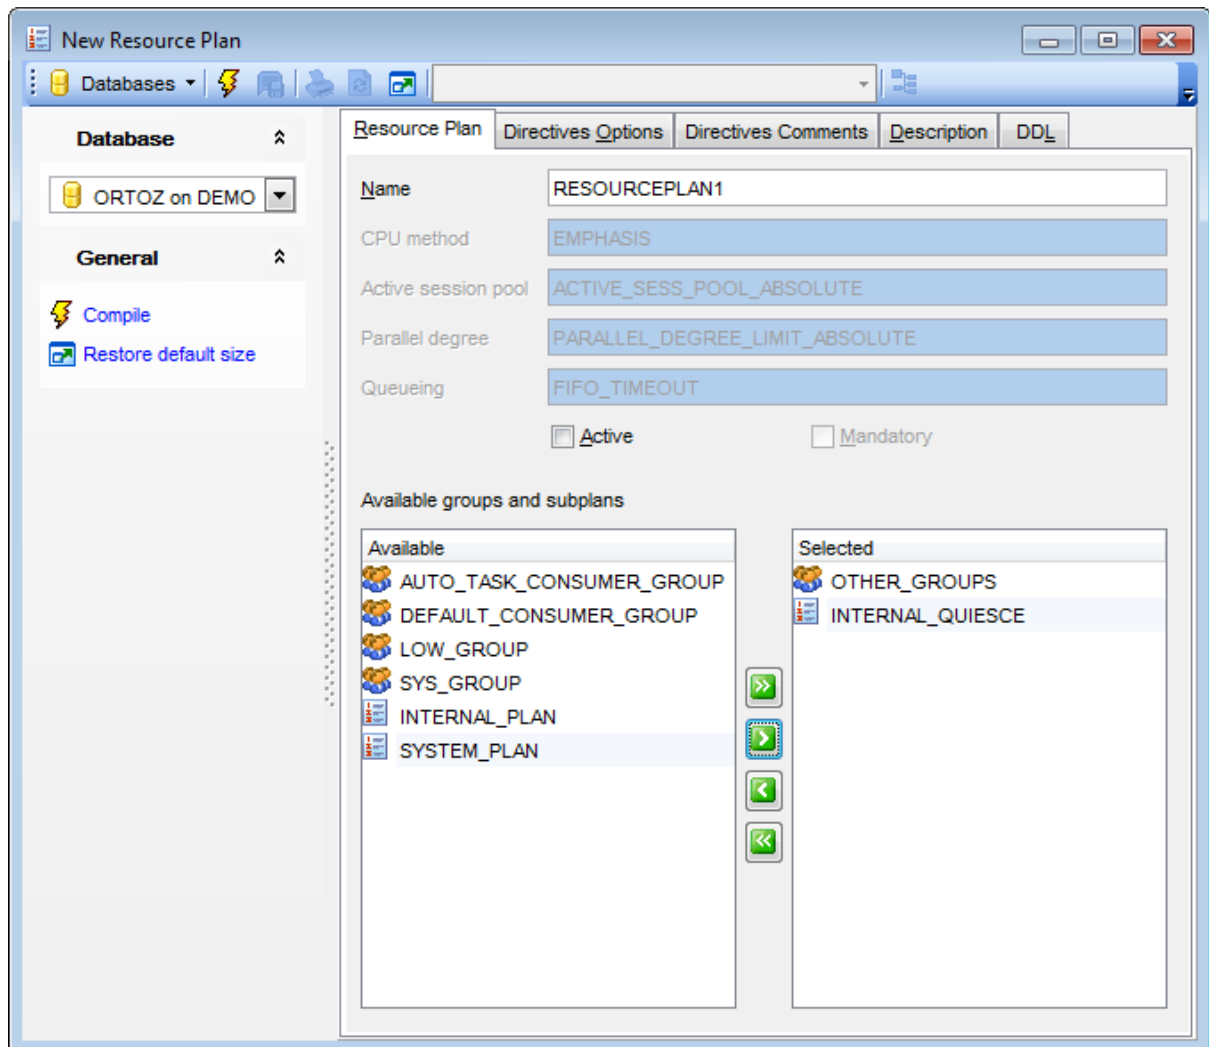 New Resource Plan
Databases
Database
ORTOZ on DEMO
General
Compile
Restore default size
Resource Plan Directives Options Directives Comments Description DDL
Name RESOURCEPLAN1
CPU method EMPHASIS
Active session pool ACTIVE_SESS_POOL_ABSOLUTE
Parallel degree PARALLEL_DEGREE_LIMIT_ABSOLUTE
Queueing FIFO_TIMEOUT
Active Mandatory
Available groups and subplans
Available
AUTO_TASK_CONSUMER_GROUP
DEFAULT_CONSUMER_GROUP
LOW_GROUP
SYS_GROUP
INTERNAL_PLAN
SYSTEM_PLAN
Selected
OTHER_GROUPS
INTERNAL_QUIESCE